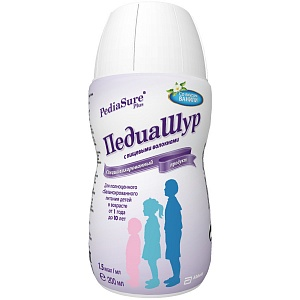 PediaSure®
Plus
Со вкусом
ВАНИЛИ
ПедиаШур
с пищевыми волокнами
Специализированный продукт
Для полноценного
сбалансированного
питания детей
в возрасте
от 1 года
до 10 лет
1,5 ккал / мл
200 мл
Abbott